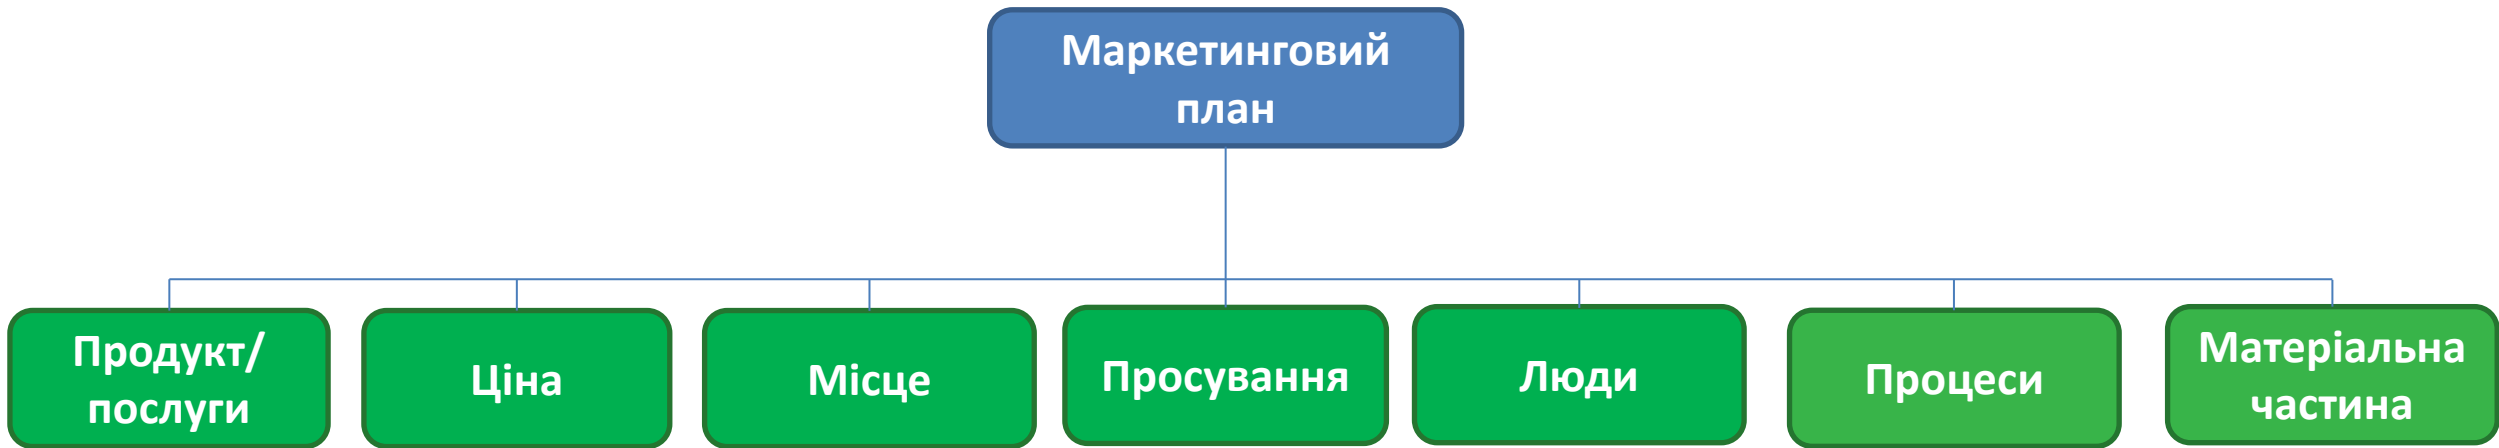 Маркетинговий
план
Продукт/
послуги
Ціна
Місце
Просування
Люди
Процеси
Матеріальна
частина